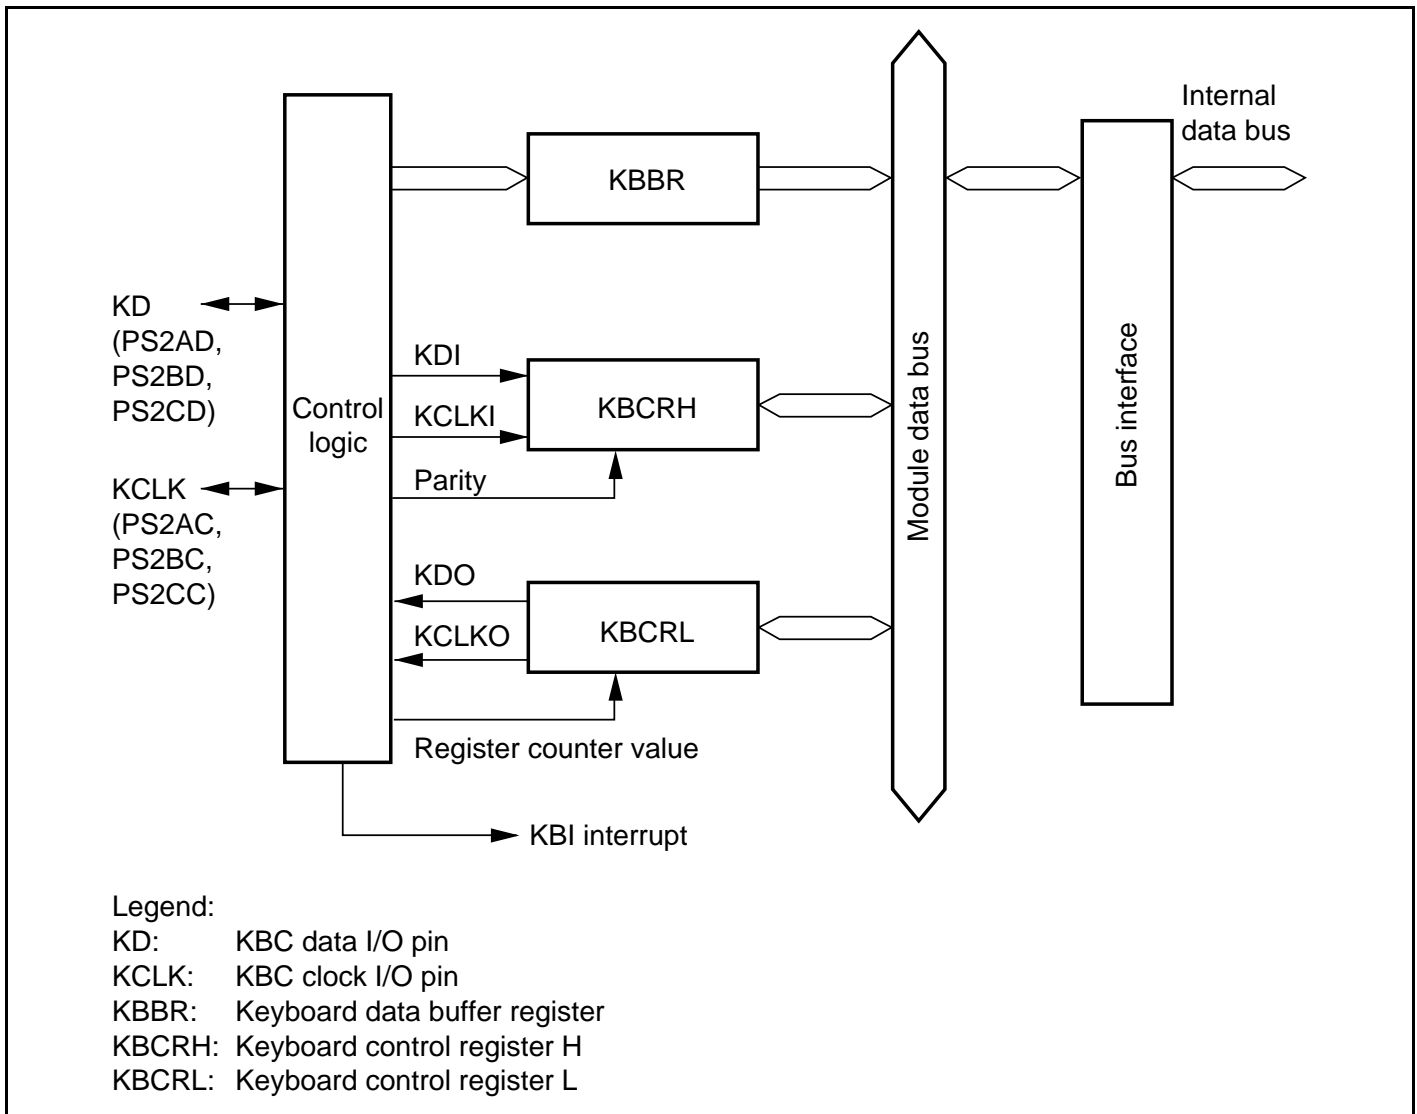 Internal
data bus
KBBR
KD
(PS2AD,
PS2BD,
PS2CD)
KCLK
(PS2AC,
PS2BC,
PS2CC)
Control
logic
KDI
KCLKI
Parity
KBCRH
KDO
KCLKO
KBCRL
Register counter value
Module data bus
Bus interface
KBI interrupt
Legend:
KD: KBC data I/O pin
KCLK: KBC clock I/O pin
KBBR: Keyboard data buffer register
KBCRH: Keyboard control register H
KBCRL: Keyboard control register L